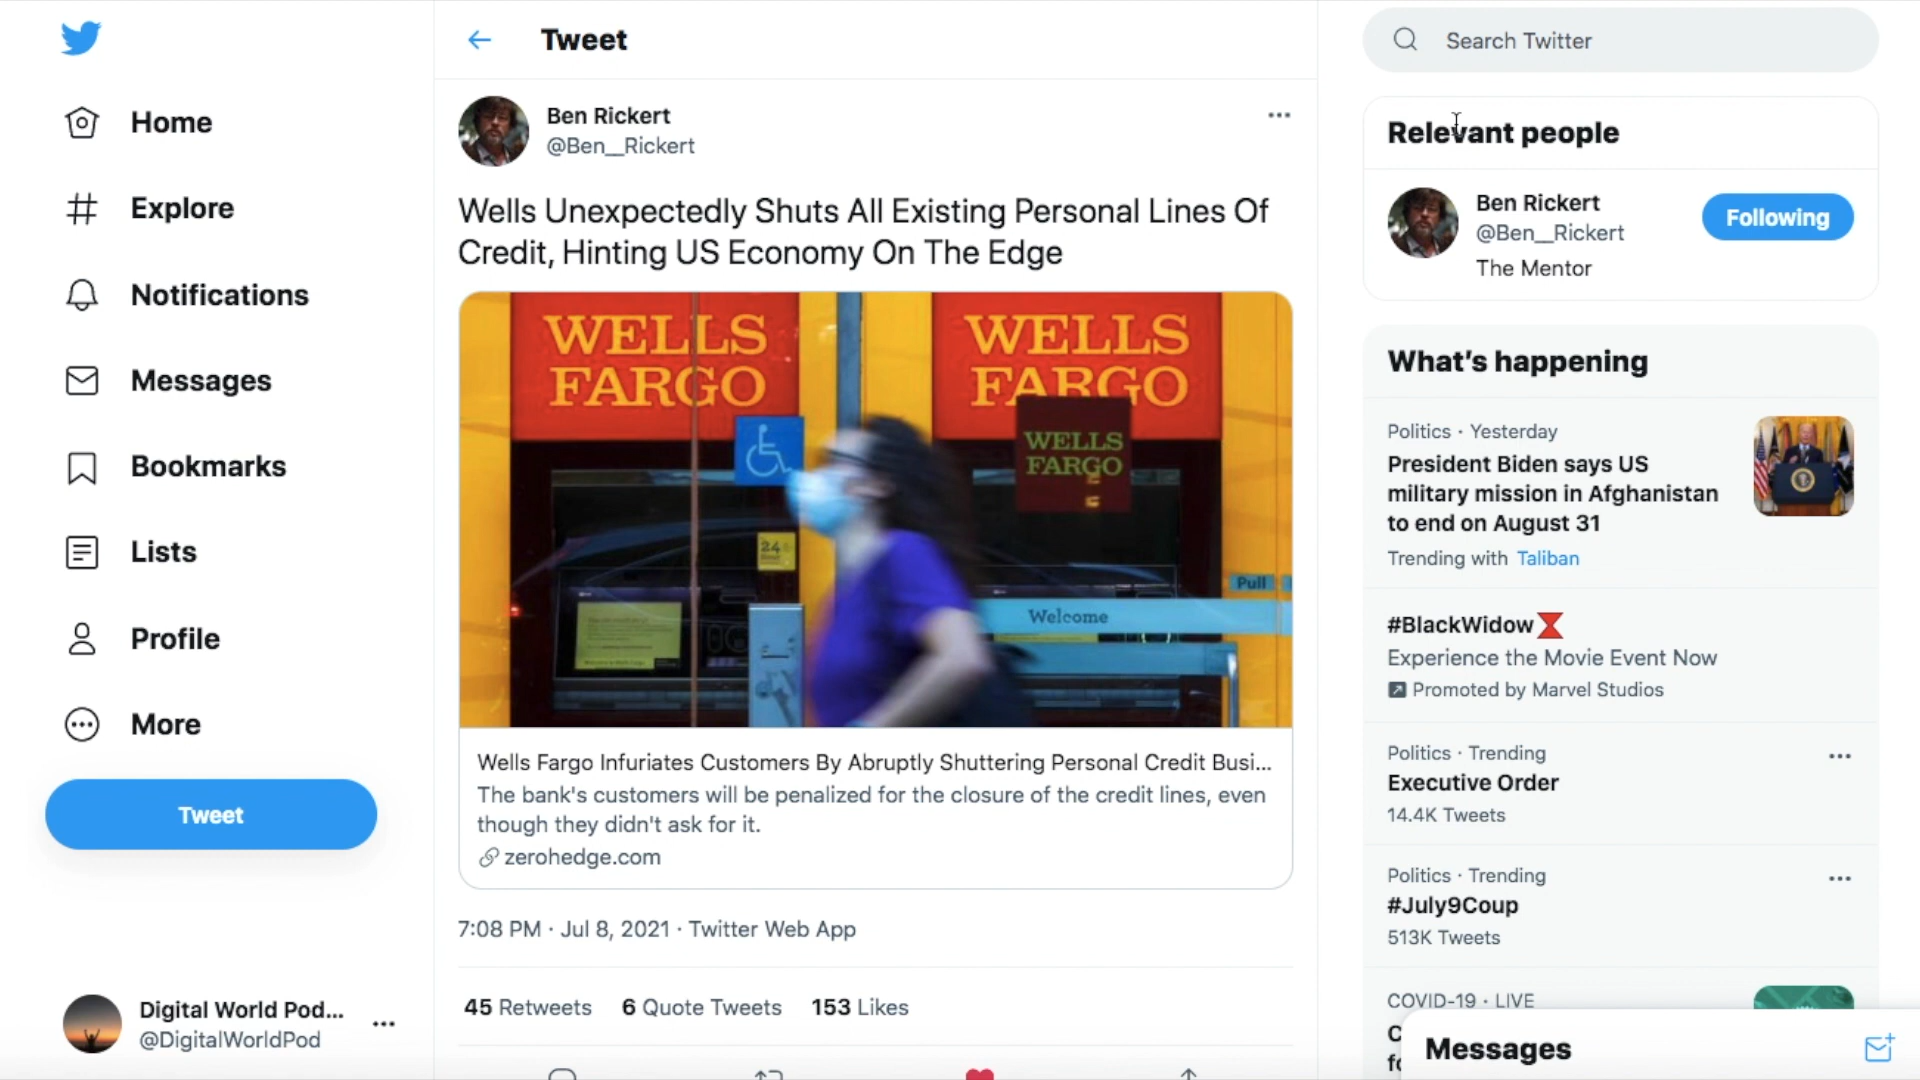 Home
Explore
Notifications
Messages
Bookmarks
Lists
Profile
More
Tweet
Digital World Pod...
@DigitalWorldPod
Tweet
Ben Rickert
@Ben__Rickert
Wells Unexpectedly Shuts All Existing Personal Lines Of
Credit, Hinting US Economy On The Edge
WELLS
FARGO
WELLS
FARGO
WELLS
FARGO
24
Pull
Welcome
Wells Fargo Infuriates Customers By Abruptly Shuttering Personal Credit Busi...
The bank's customers will be penalized for the closure of the credit lines, even
though they didn't ask for it.
zerohedge.com
7:08 PM · Jul 8, 2021 · Twitter Web App
45 Retweets 6 Quote Tweets 153 Likes
Search Twitter
Relevant people
Ben Rickert
@Ben__Rickert
The Mentor
Following
What's happening
Politics · Yesterday
President Biden says US
military mission in Afghanistan
to end on August 31
Trending with Taliban
#BlackWidow
Experience the Movie Event Now
Promoted by Marvel Studios
Politics · Trending
Executive Order
14.4K Tweets
Politics · Trending
#July9Coup
513K Tweets
COVID-19 · LIVE
Messages